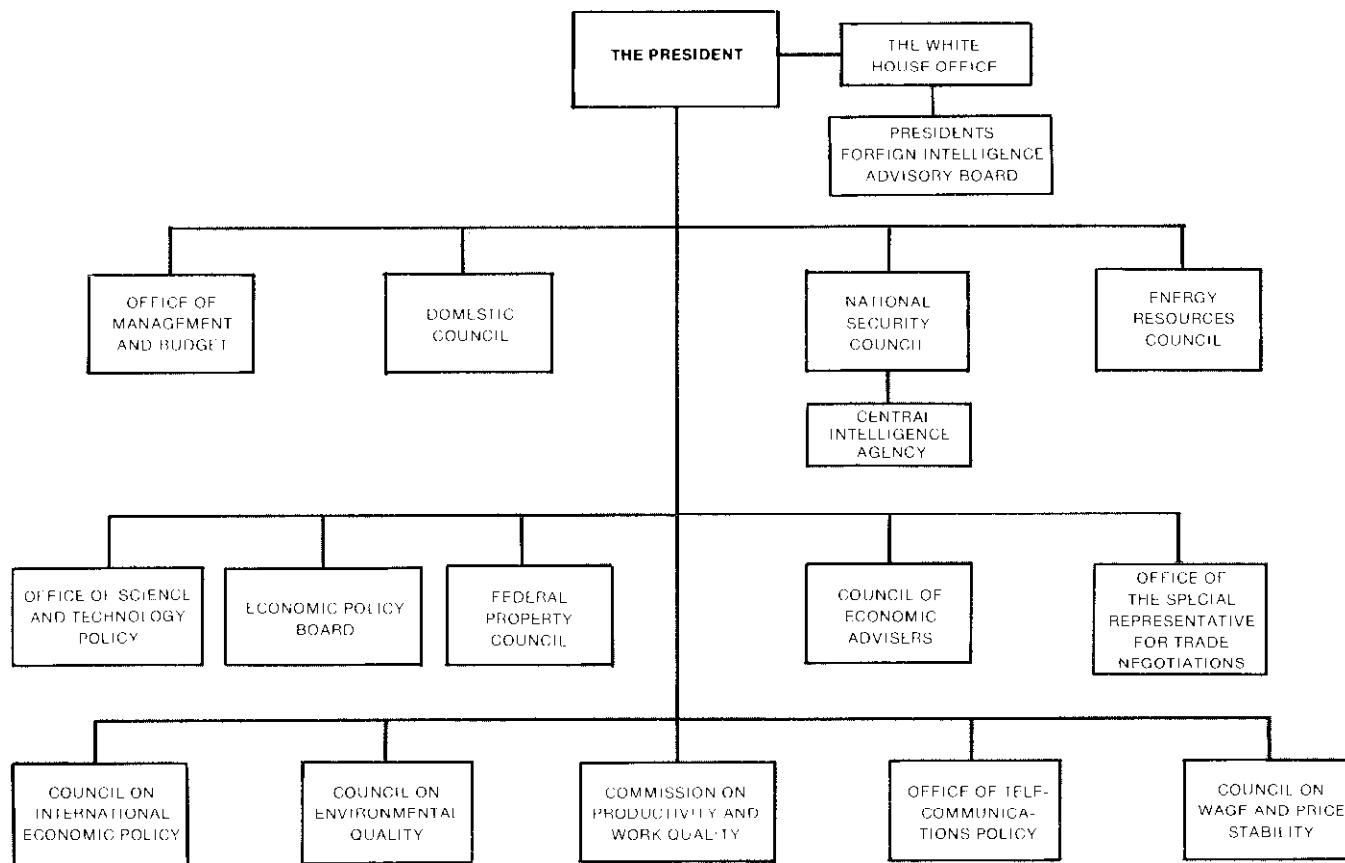 THE PRESIDENT
THE WHITE
HOUSE OFFICE
PRESIDENTS
FOREIGN INTELLIGENCE
ADVISORY BOARD
OFFICE OF
MANAGEMENT
AND BUDGET
DOMESTIC
COUNCIL
NATIONAL
SECURITY
COUNCIL
ENERGY
RESOURCES
COUNCIL
CENTRAL
INTELLIGENCE
AGENCY
OFFICE OF SCIENCE
AND TECHNOLOGY
POLICY
ECONOMIC POLICY
BOARD
FEDERAL
PROPERTY
COUNCIL
COUNCIL OF
ECONOMIC
ADVISERS
OFFICE OF
THE SPECIAL
REPRESENTATIVE
FOR TRADE
NEGOTIATIONS
COUNCIL ON
INTERNATIONAL
ECONOMIC POLICY
COUNCIL ON
ENVIRONMENTAL
QUALITY
COMMISSION ON
PRODUCTIVITY AND
WORK QUALITY
OFFICE OF TELE-
COMMUNICA-
TIONS POLICY
COUNCIL ON
WAGE AND PRICE
STABILITY